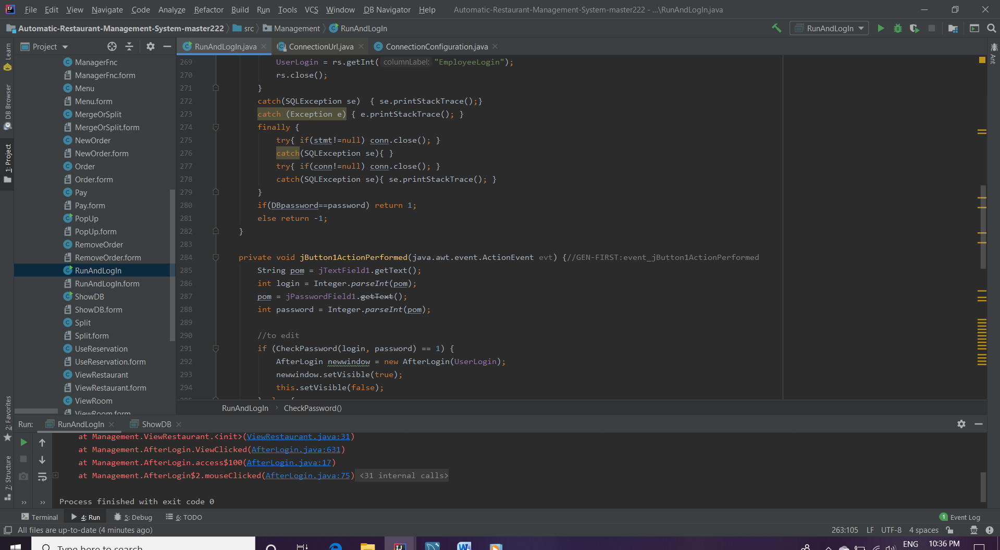 File Edit View Navigate Code Analyze Refactor Build Run Tools VCS Window DB Navigator Help Automatic-Restaurant-Management-System-master222 - ...\RunAndLogIn.java
Automatic-Restaurant-Management-System-master222 src Management RunAndLogIn RunAndLogIn
Project RunAndLogIn.java ConnectionUrl.java ConnectionConfiguration.java
Learn
DB Browser
1: Project
2: Favorites
7: Structure
Ant
ManagerFnc
ManagerFnc.form
Menu
Menu.form
MergeOrSplit
MergeOrSplit.form
NewOrder
NewOrder.form
Order
Order.form
Pay
Pay.form
PopUp
PopUp.form
RemoveOrder
RemoveOrder.form
RunAndLogIn
RunAndLogIn.form
ShowDB
ShowDB.form
Split
Split.form
UseReservation
UseReservation.form
ViewRestaurant
ViewRestaurant.form
ViewRoom
ViewRoom.form
269 UserLogin = rs.getInt( columnLabel: "EmployeeLogin");
270 rs.close();
271 }
272 catch(SQLException se) { se.printStackTrace();}
273 catch (Exception e) { e.printStackTrace(); }
274 finally {
275 try{ if(stmt!=null) conn.close(); }
276 catch(SQLException se){ }
277 try{ if(conn!=null) conn.close(); }
278 catch(SQLException se){ se.printStackTrace(); }
279 }
280 if(DBpassword==password) return 1;
281 else return -1;
282 }
283
284 private void jButton1ActionPerformed(java.awt.event.ActionEvent evt) {//GEN-FIRST:event_jButton1ActionPerformed
285 String pom = jTextField1.getText();
286 int login = Integer.parseInt(pom);
287 pom = jPasswordField1.getText();
288 int password = Integer.parseInt(pom);
289
290 //to edit
291 if (CheckPassword(login, password) == 1) {
292 AfterLogin newwindow = new AfterLogin(UserLogin);
293 newwindow.setVisible(true);
294 this.setVisible(false);
RunAndLogIn › CheckPassword()
Run: RunAndLogIn ShowDB
at Management.ViewRestaurant.<init>(ViewRestaurant.java:31)
at Management.AfterLogin.ViewClicked(AfterLogin.java:631)
at Management.AfterLogin.access$100(AfterLogin.java:17)
at Management.AfterLogin$2.mouseClicked(AfterLogin.java:75) <31 internal calls>
Process finished with exit code 0
Terminal 4: Run 5: Debug 6: TODO 1 Event Log
All files are up-to-date (4 minutes ago) 263:105 LF UTF-8 4 spaces
Type here to search ENG 10:36 PM